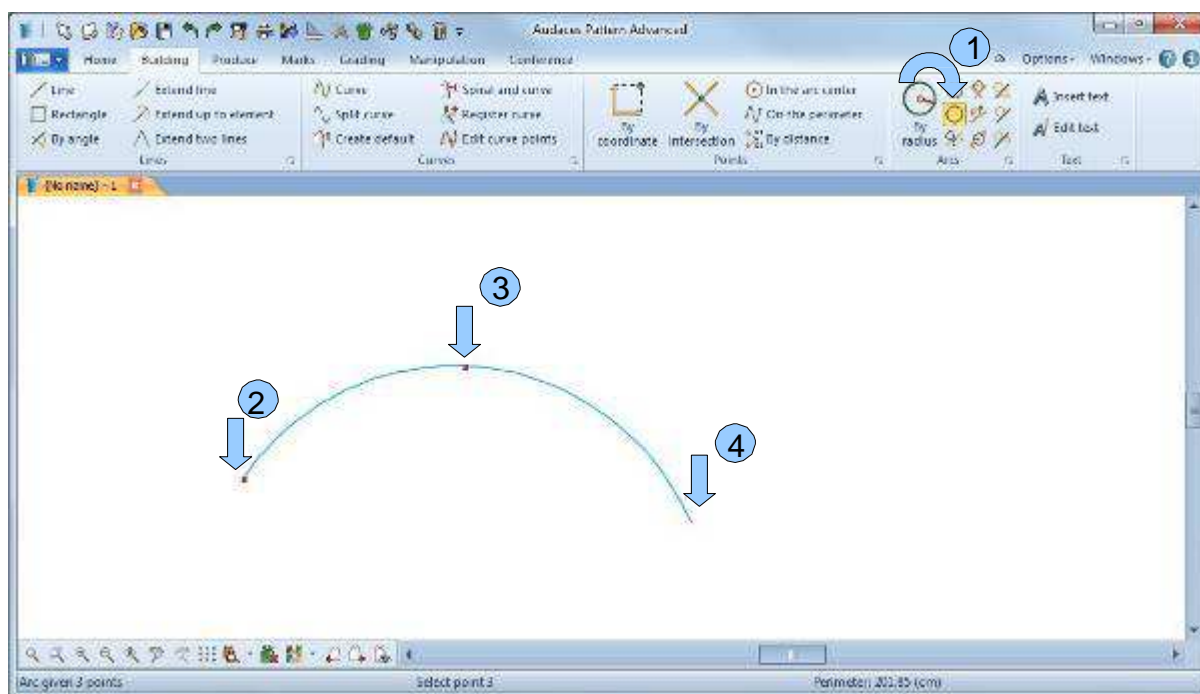 Audaces Pattern Advanced
1
Home Building Produce Marks Grading Manipulation Conference Options Windows
Line Extend line Curve Spiral and curve In the arc center Insert text
Rectangle Extend up to element Split curve Register curve On the perimeter Edit text
By angle Extend two lines Create default Edit curve points By coordinate By intersection By distance By radius
Lines Curves Points Arcs Text
(No name) - 1
3
2
4
Arc given 3 points Select point 3 Perimeter: 201.85 (cm)